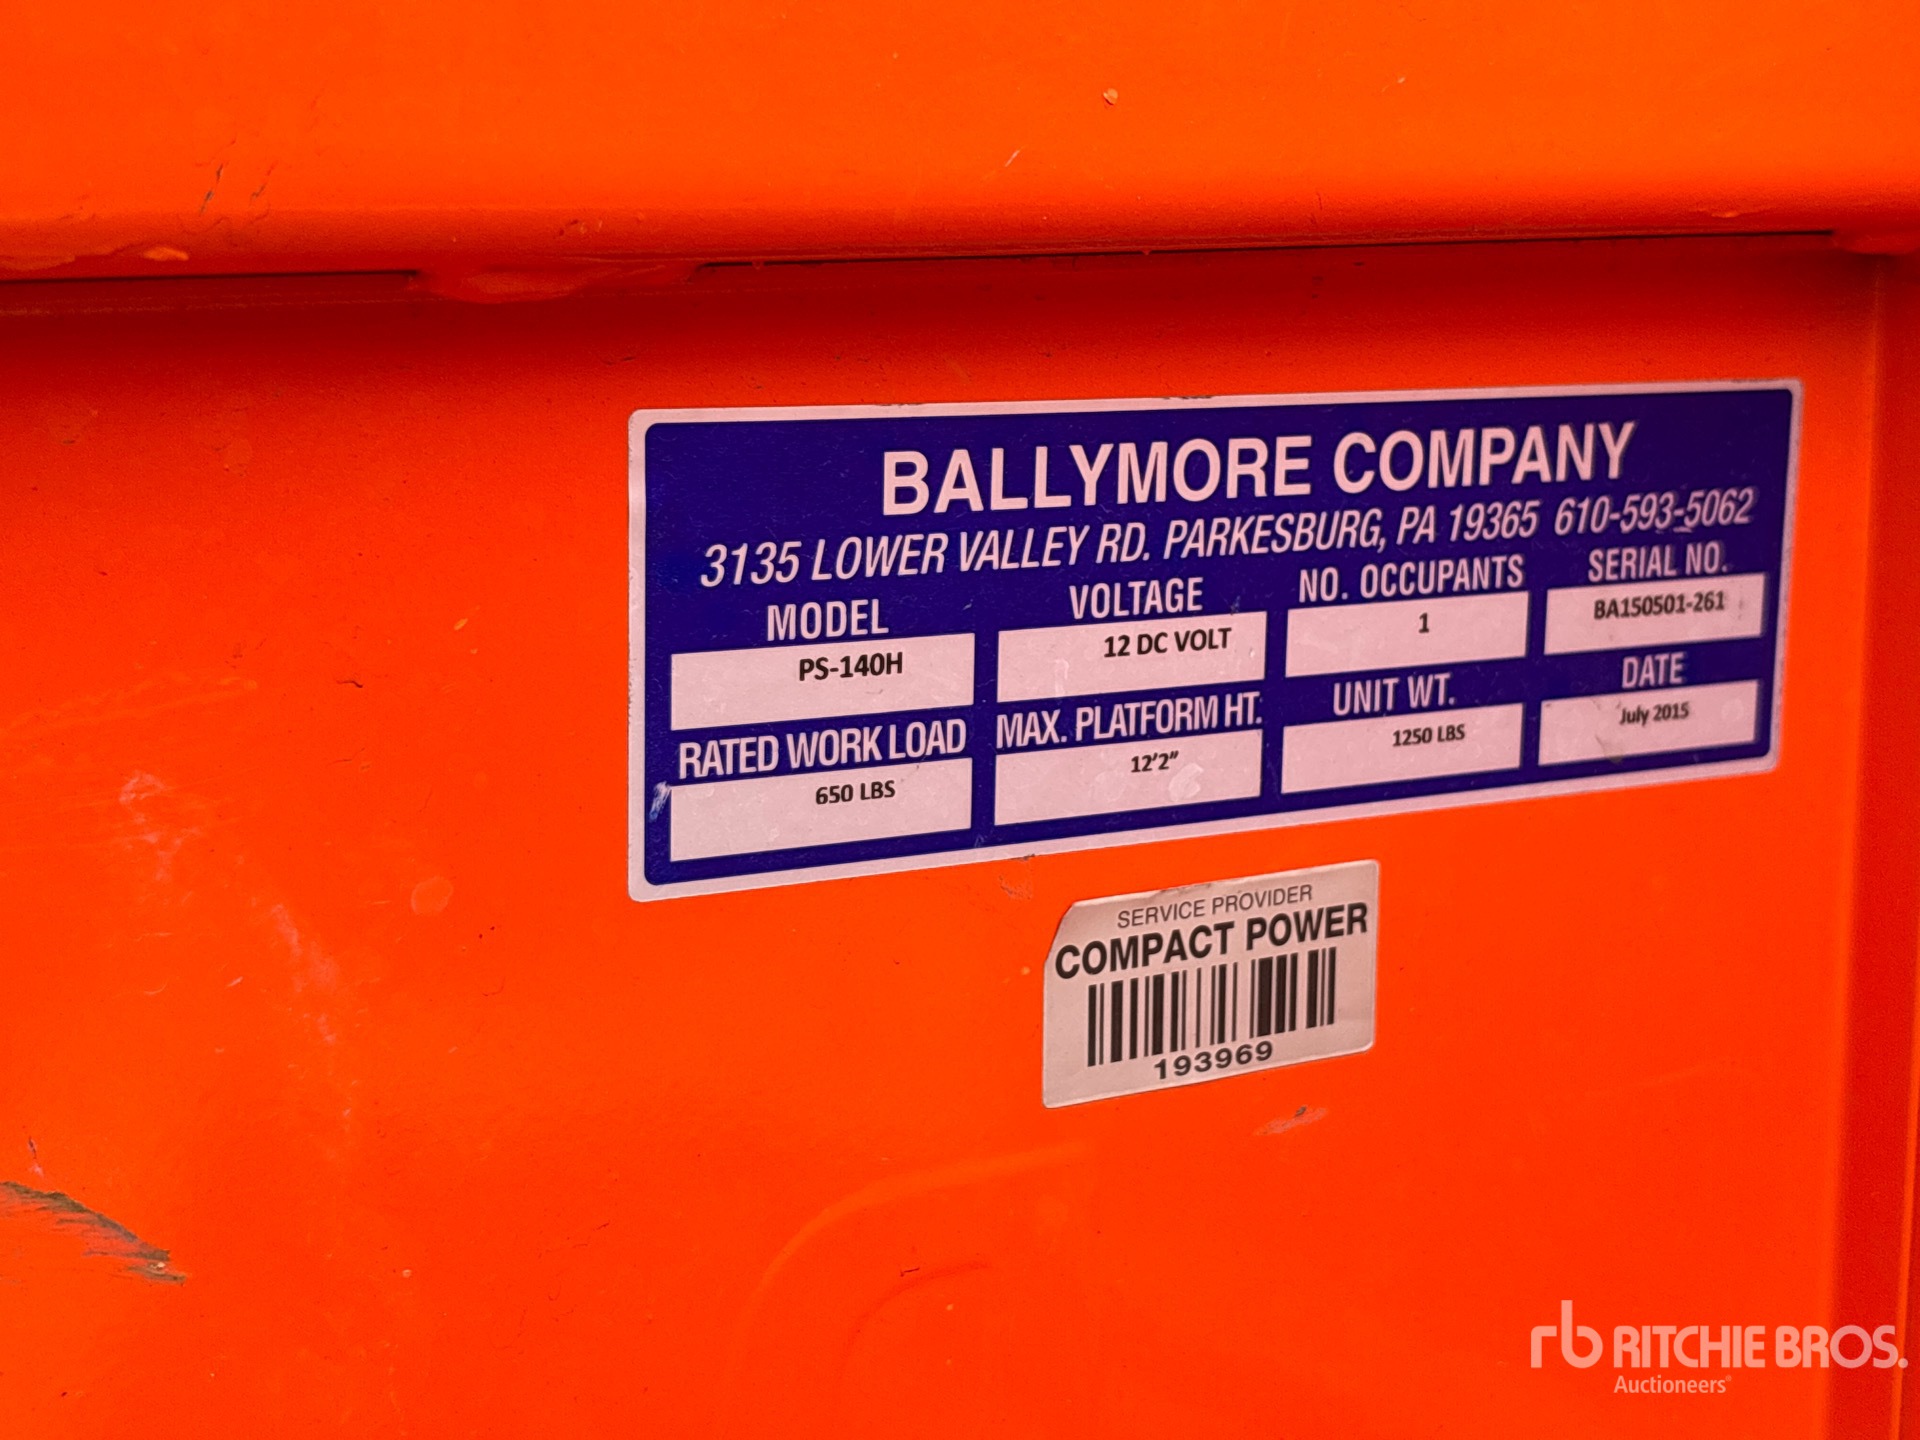 BALLYMORE COMPANY
3135 LOWER VALLEY RD. PARKESBURG, PA 19365 610-593-5062
MODEL VOLTAGE NO. OCCUPANTS SERIAL NO.
PS-140H 12 DC VOLT 1 BA150501-261
RATED WORK LOAD MAX. PLATFORM HT. UNIT WT. DATE
650 LBS 12'2" 1250 LBS July 2015
SERVICE PROVIDER
COMPACT POWER
193969
rb RITCHIE BROS.
Auctioneers®